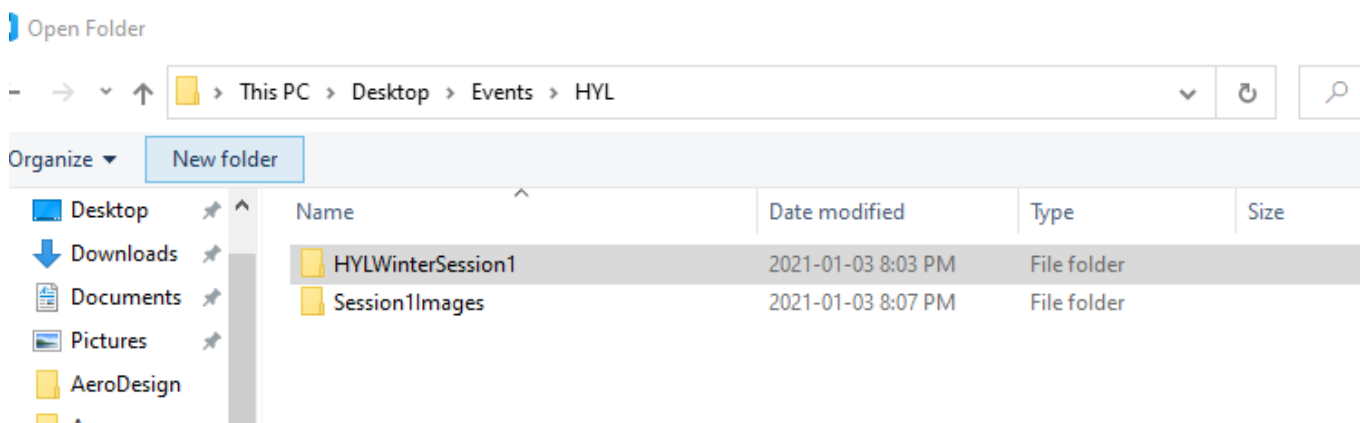 Open Folder
This PC > Desktop > Events > HYL
Organize New folder
Desktop
Downloads
Documents
Pictures
AeroDesign
Name Date modified Type Size
HYLWinterSession1 2021-01-03 8:03 PM File folder
Session1Images 2021-01-03 8:07 PM File folder